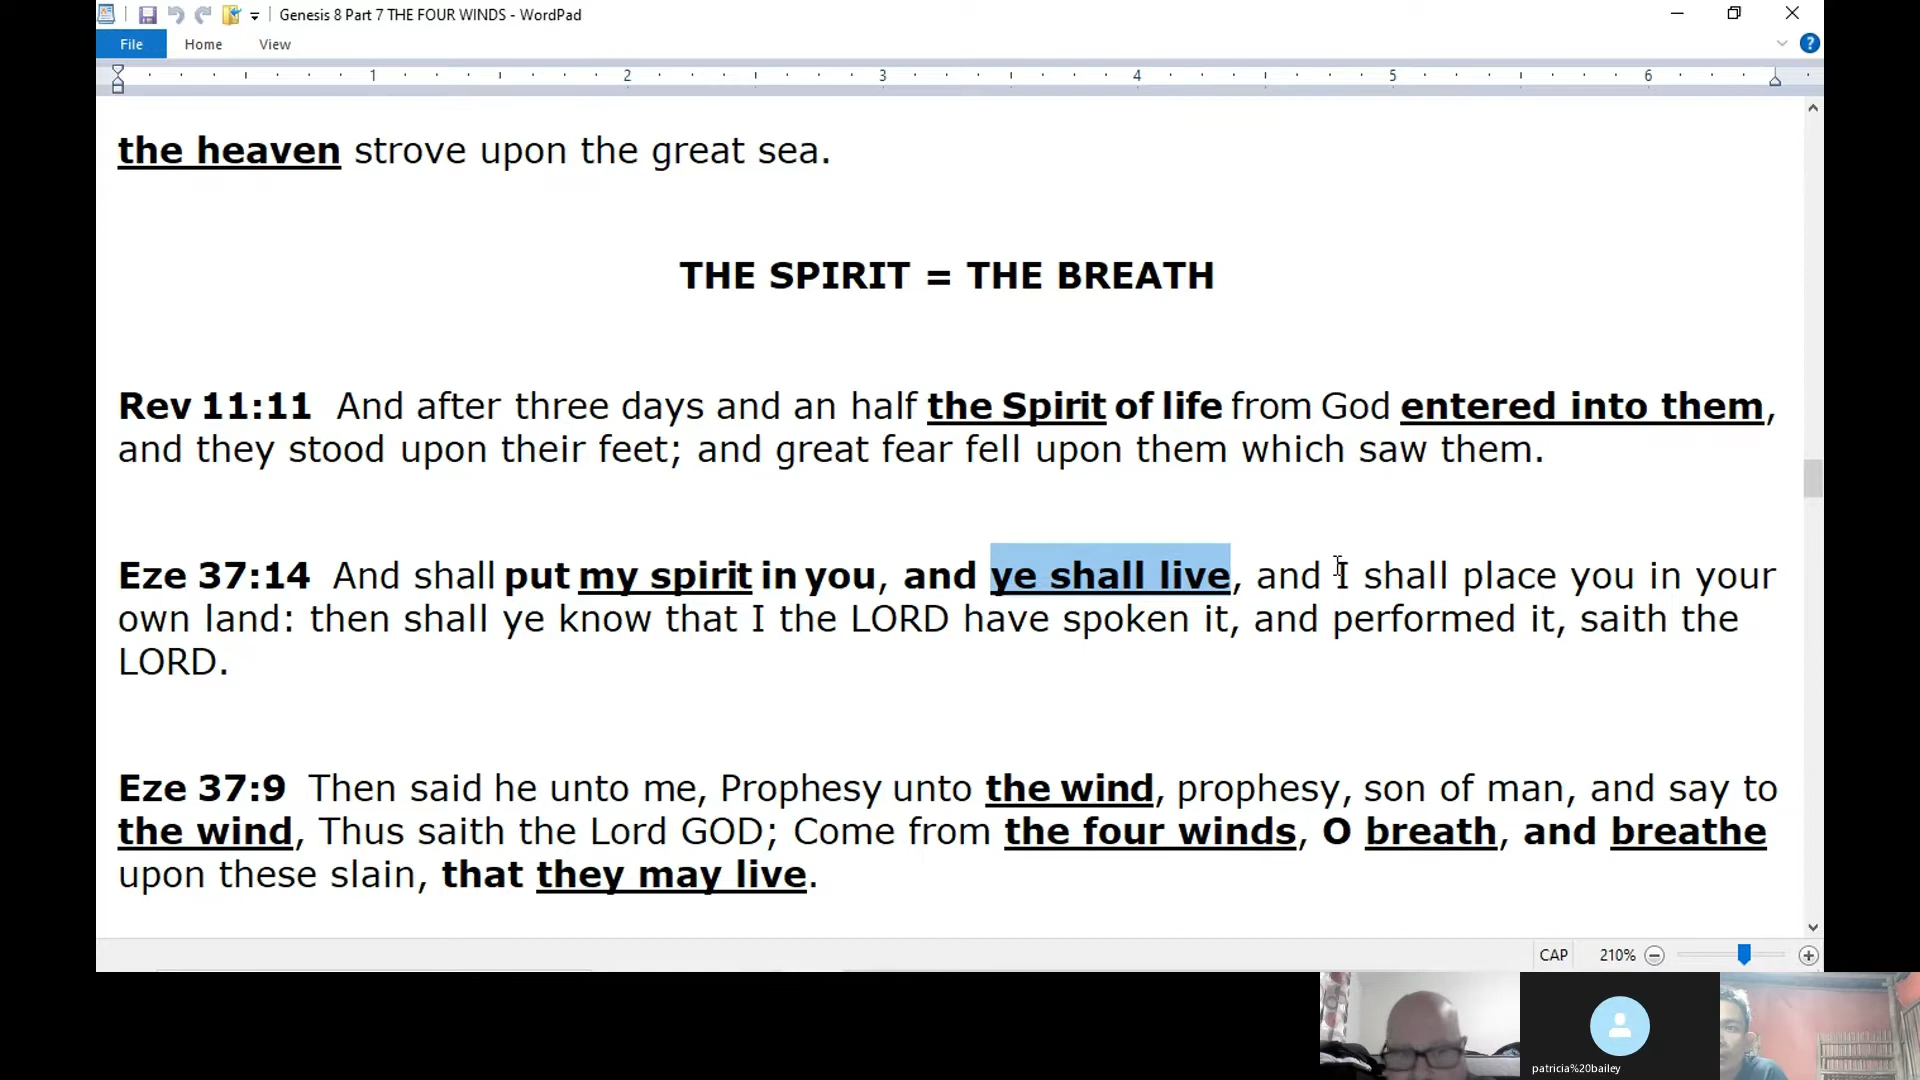 Genesis 8 Part 7 THE FOUR WINDS - WordPad
File Home View
1 2 3 4 5 6
the heaven strove upon the great sea.
THE SPIRIT = THE BREATH
Rev 11:11 And after three days and an half the Spirit of life from God entered into them,
and they stood upon their feet; and great fear fell upon them which saw them.
Eze 37:14 And shall put my spirit in you, and ye shall live, and I shall place you in your
own land: then shall ye know that I the LORD have spoken it, and performed it, saith the
LORD.
Eze 37:9 Then said he unto me, Prophesy unto the wind, prophesy, son of man, and say to
the wind, Thus saith the Lord GOD; Come from the four winds, O breath, and breathe
upon these slain, that they may live.
CAP 210%
patricia%20bailey